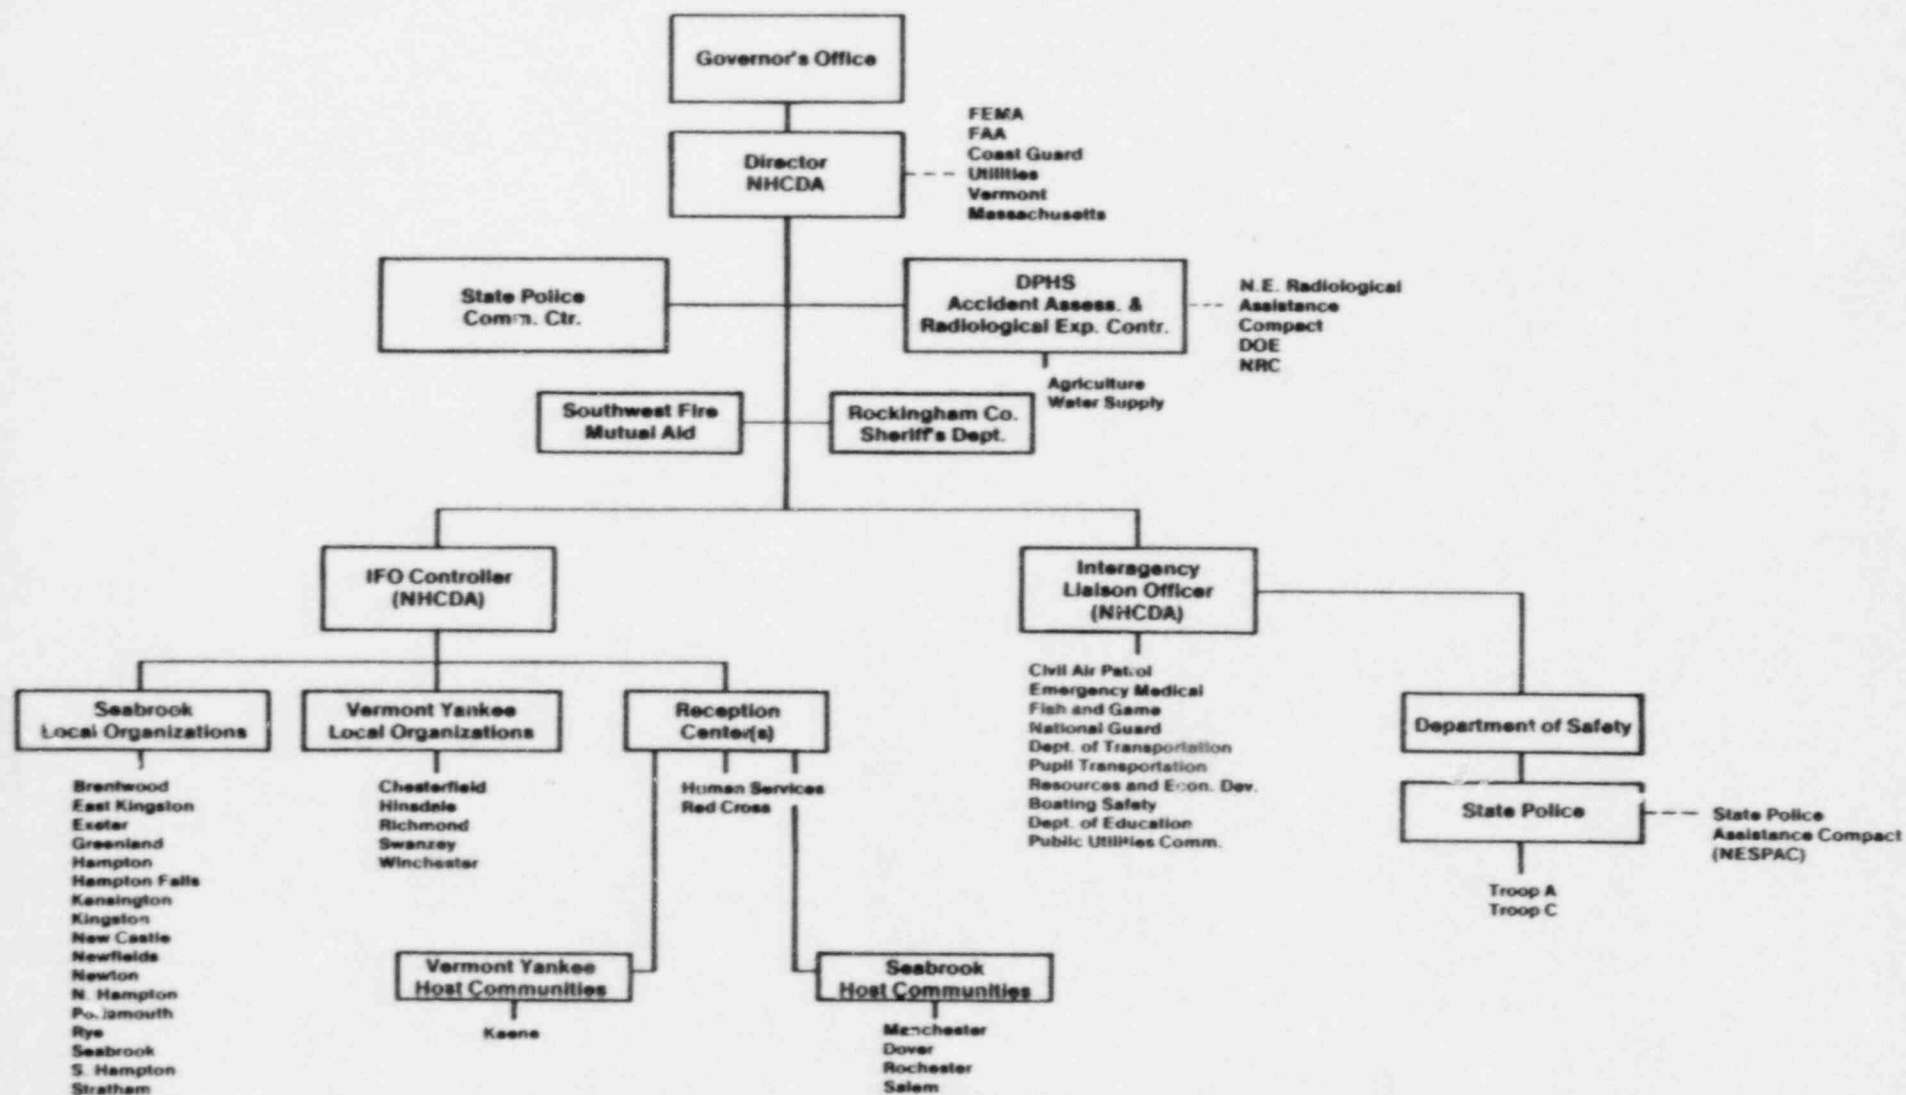 Governor's Office
Director
NHCDA
FEMA
FAA
Coast Guard
Utilities
Vermont
Massachusetts
State Police
Comm. Ctr.
DPHS
Accident Assess. &
Radiological Exp. Contr.
N.E. Radiological
Assistance
Compact
DOE
NRC
Agriculture
Water Supply
Southwest Fire
Mutual Aid
Rockingham Co.
Sheriff's Dept.
IFO Controller
(NHCDA)
Interagency
Liaison Officer
(NHCDA)
Seabrook
Local Organizations
Vermont Yankee
Local Organizations
Reception
Center(s)
Civil Air Patrol
Emergency Medical
Fish and Game
National Guard
Dept. of Transportation
Pupil Transportation
Resources and Econ. Dev.
Boating Safety
Dept. of Education
Public Utilities Comm.
Department of Safety
State Police
State Police
Assistance Compact
(NESPAC)
Troop A
Troop C
Brentwood
East Kingston
Exeter
Greenland
Hampton
Hampton Falls
Kensington
Kingston
New Castle
Newfields
Newton
N. Hampton
Portsmouth
Rye
Seabrook
S. Hampton
Stratham
Chesterfield
Hinsdale
Richmond
Swanzey
Winchester
Human Services
Red Cross
Vermont Yankee
Host Communities
Keene
Seabrook
Host Communities
Manchester
Dover
Rochester
Salem